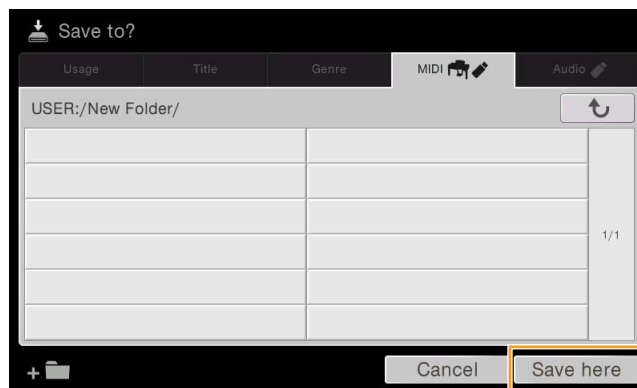 Save to?
Usage Title Genre MIDI Audio
USER:/New Folder/
1/1
+
Cancel Save here